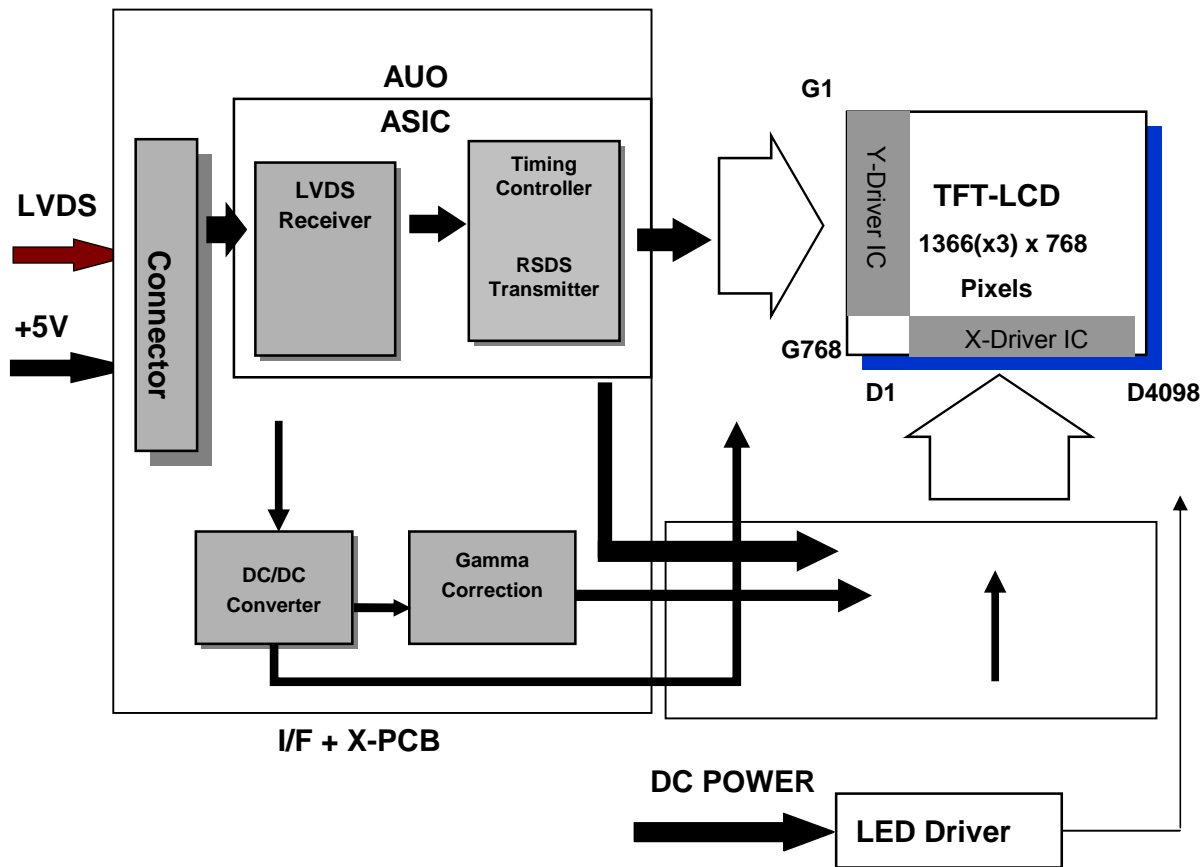 AUO
ASIC
G1
LVDS
Receiver
Timing
Controller
RSDS
Transmitter
LVDS
+5V
Connector
Y-Driver IC
TFT-LCD
1366(x3) x 768
Pixels
X-Driver IC
G768
D1
D4098
DC/DC
Converter
Gamma
Correction
I/F + X-PCB
DC POWER
LED Driver